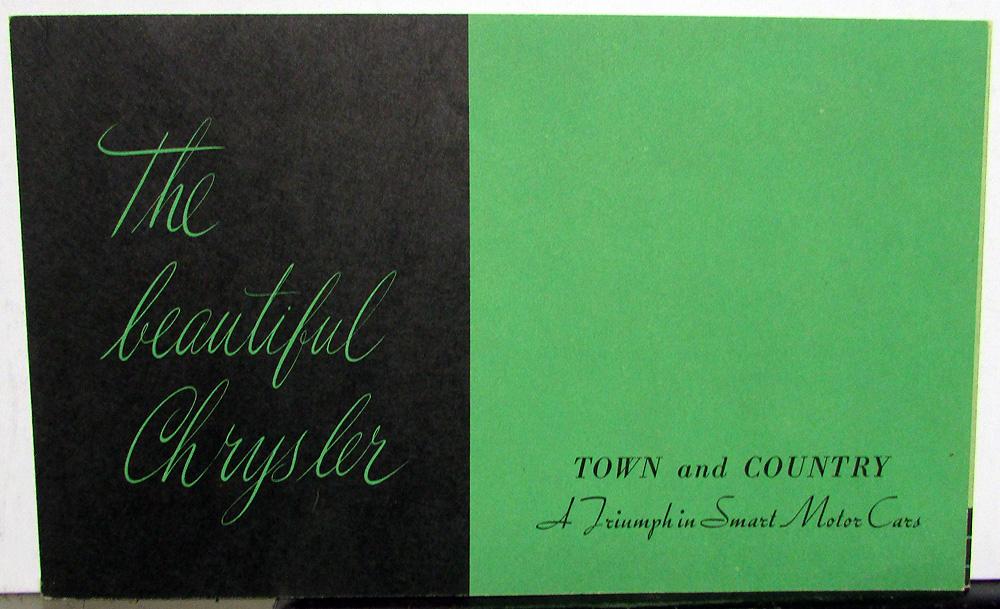 The
beautiful
Chrysler
TOWN and COUNTRY
A Triumph in Smart Motor Cars